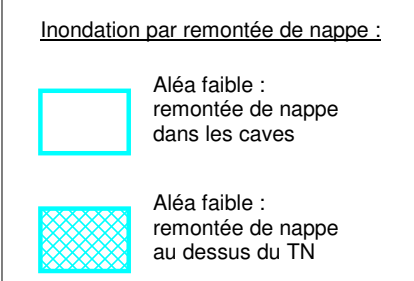 Inondation par remontée de nappe :
Aléa faible :
remontée de nappe
dans les caves
Aléa faible :
remontée de nappe
au dessus du TN